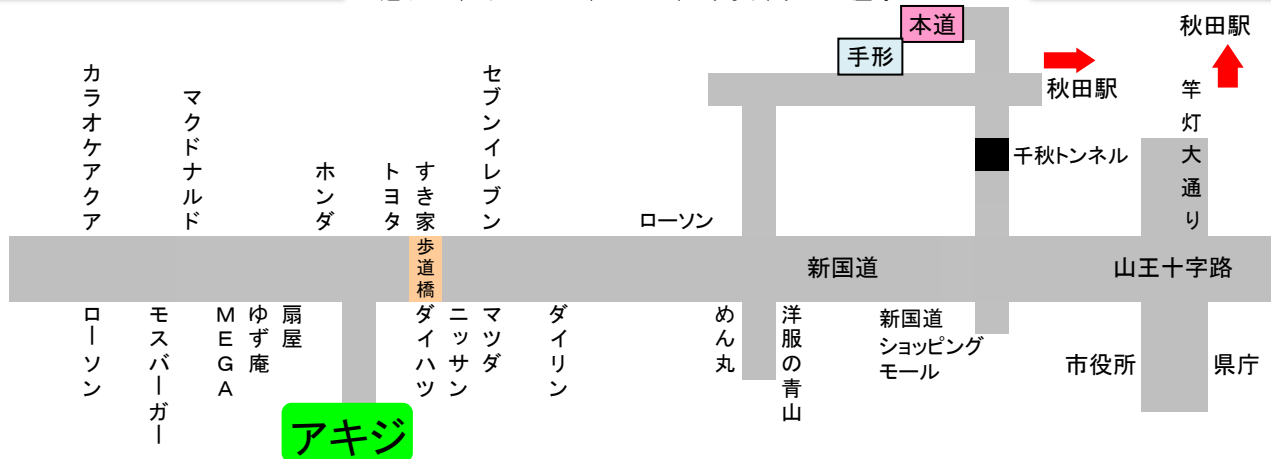 本道
手形
秋田駅
秋田駅
竿灯大通り
千秋トンネル
カラオケアクア
マクドナルド
ホンダ
トヨタ
すき家
セブンイレブン
ローソン
歩道橋
新国道
山王十字路
ローソン
モスバーガー
MEGA
ゆず庵
扇屋
ダイハツ
ニッサン
マツダ
ダイリン
めん丸
洋服の青山
新国道
ショッピング
モール
市役所
県庁
アキジ